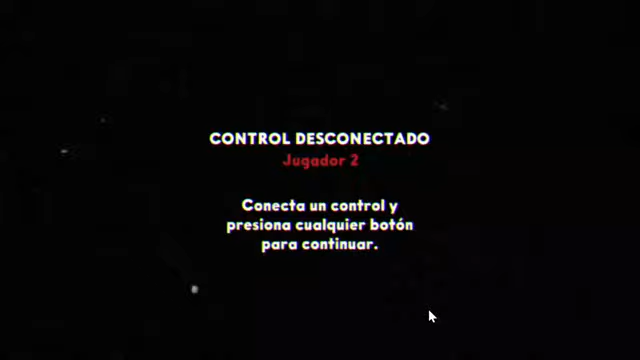 CONTROL DESCONECTADO
Jugador 2
Conecta un control y
presiona cualquier botón
para continuar.